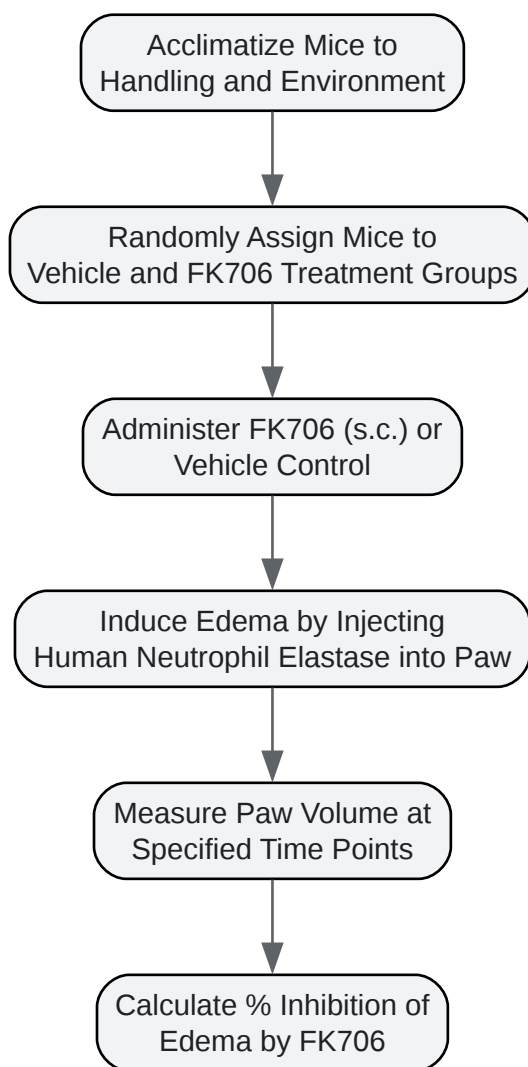 Acclimatize Mice to
Handling and Environment
Randomly Assign Mice to
Vehicle and FK706 Treatment Groups
Administer FK706 (s.c.) or
Vehicle Control
Induce Edema by Injecting
Human Neutrophil Elastase into Paw
Measure Paw Volume at
Specified Time Points
Calculate % Inhibition of
Edema by FK706